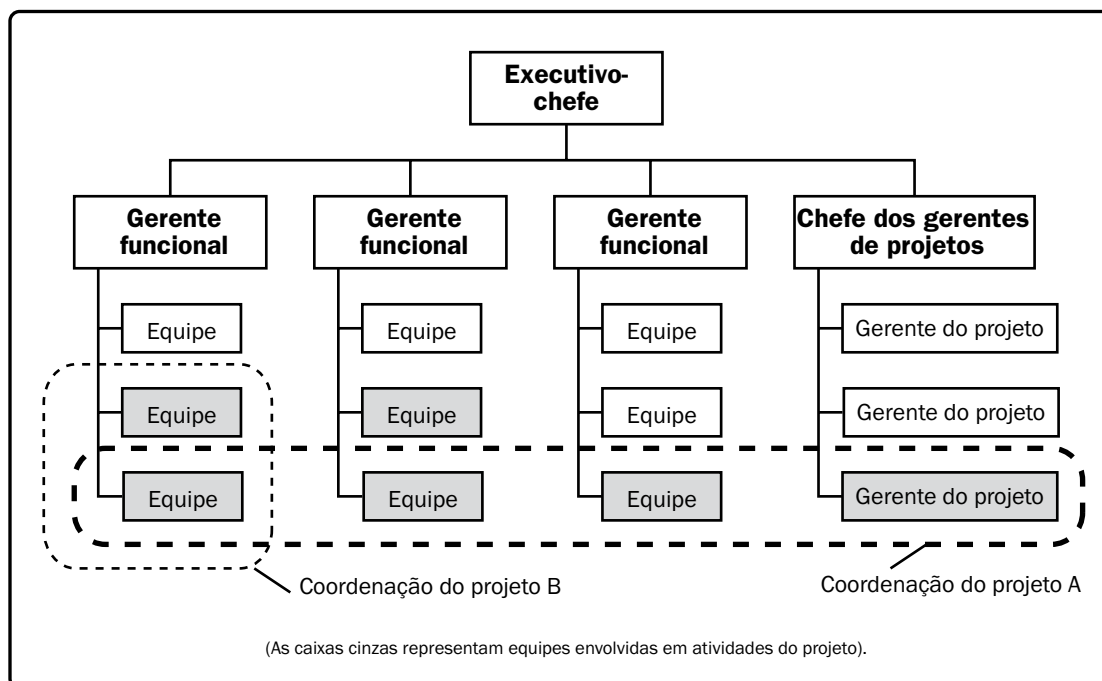 Executivo-
chefe
Gerente
funcional
Gerente
funcional
Gerente
funcional
Chefe dos gerentes
de projetos
Equipe
Equipe
Equipe
Gerente do projeto
Equipe
Equipe
Equipe
Gerente do projeto
Equipe
Equipe
Equipe
Gerente do projeto
Coordenação do projeto B
Coordenação do projeto A
(As caixas cinzas representam equipes envolvidas em atividades do projeto).